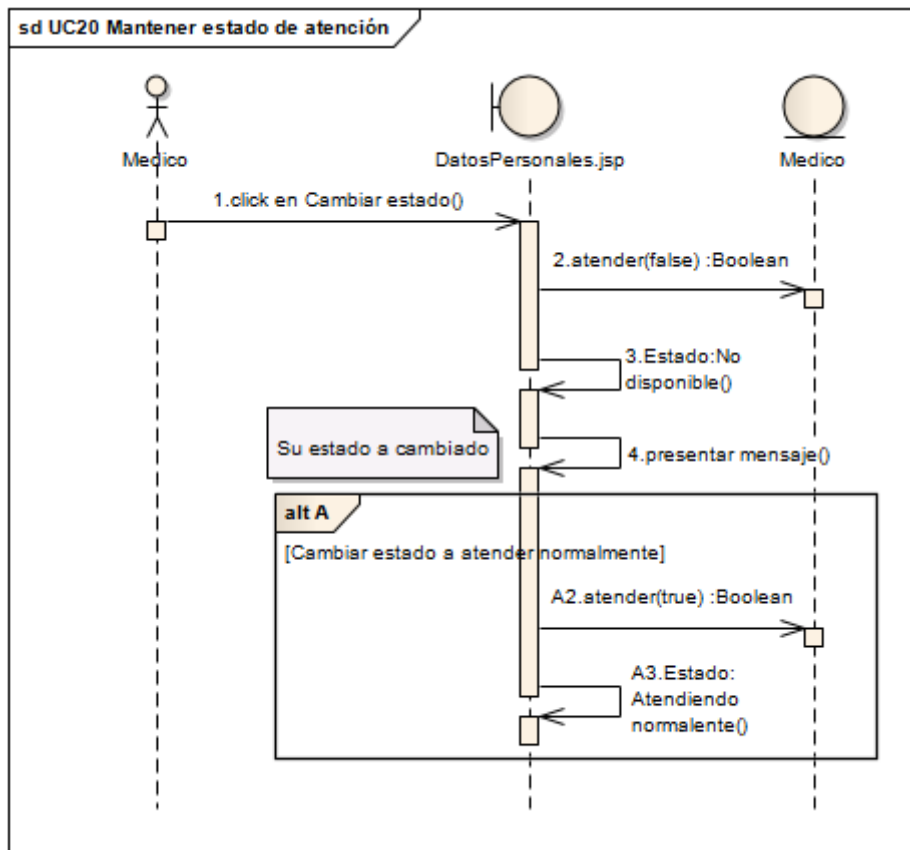 sd UC20 Mantener estado de atención
Medico
DatosPersonales.jsp
Medico
1.click en Cambiar estado()
2.atender(false) :Boolean
3.Estado:No
disponible()
Su estado a cambiado
4.presentar mensaje()
alt A
[Cambiar estado a atender normalmente]
A2.atender(true) :Boolean
A3.Estado:
Atendiendo
normalente()